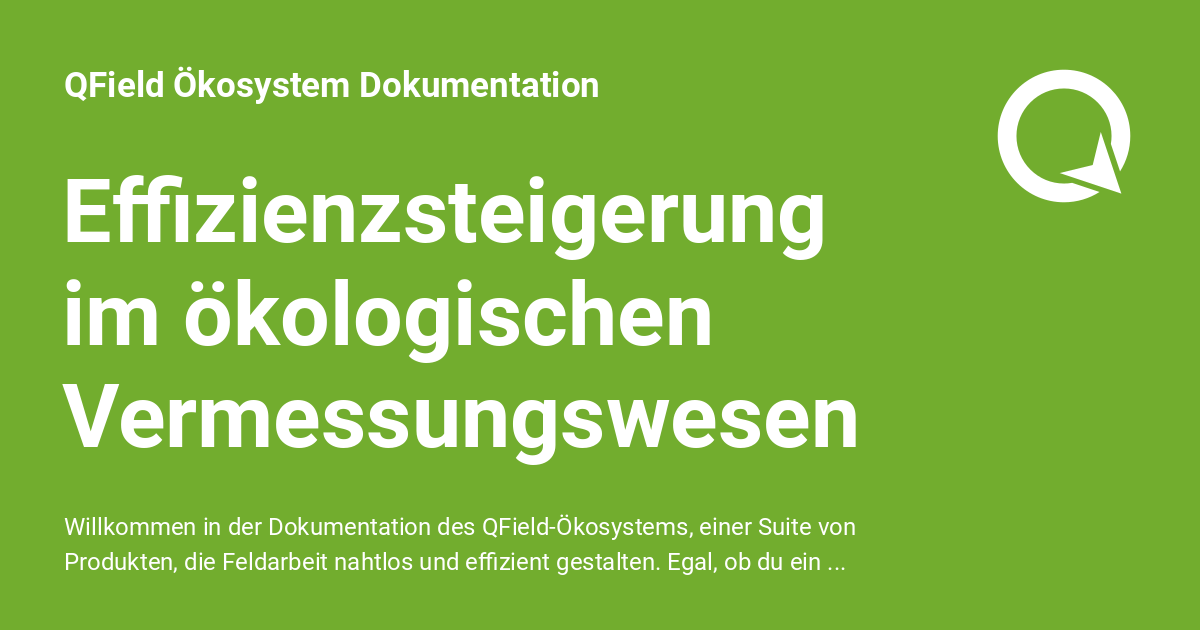 QField Ökosystem Dokumentation
Effizienzsteigerung
im ökologischen
Vermessungswesen
Willkommen in der Dokumentation des QField-Ökosystems, einer Suite von
Produkten, die Feldarbeit nahtlos und effizient gestalten. Egal, ob du ein ...